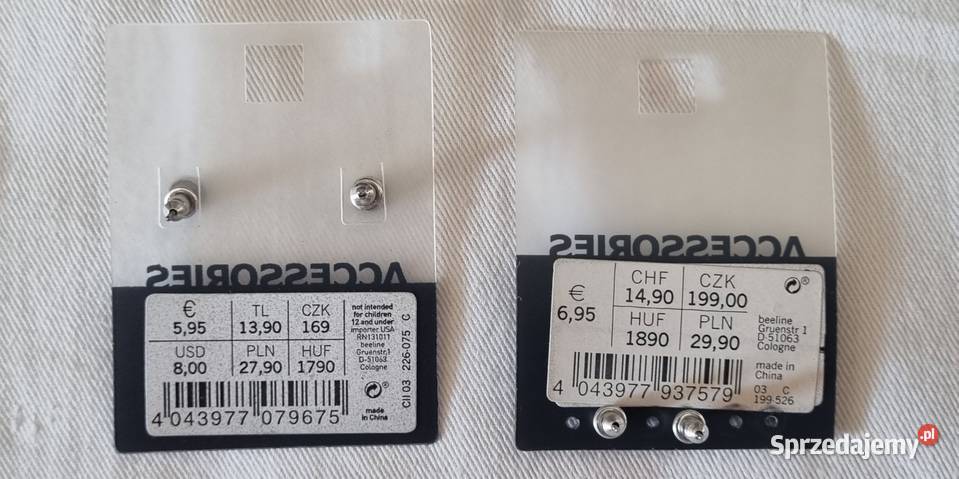 ACCESSORIES
€
5,95
TL
13,90
CZK
169
USD
8,00
PLN
27,90
HUF
1790
not intended
for children
12 and under
importer USA
RN131011
beeline
Gruenstr.1
D-51063
Cologne
made
in China
CII 03 226-075 C
4 043977 079675
ACCESSORIES
€
6,95
CHF
14,90
CZK
199,00
HUF
1890
PLN
29,90
®
beeline
Gruenstr 1
D 51063
Cologne
made in
China
03 C
199 526
4 043977 937579
Sprzedajemy.pl